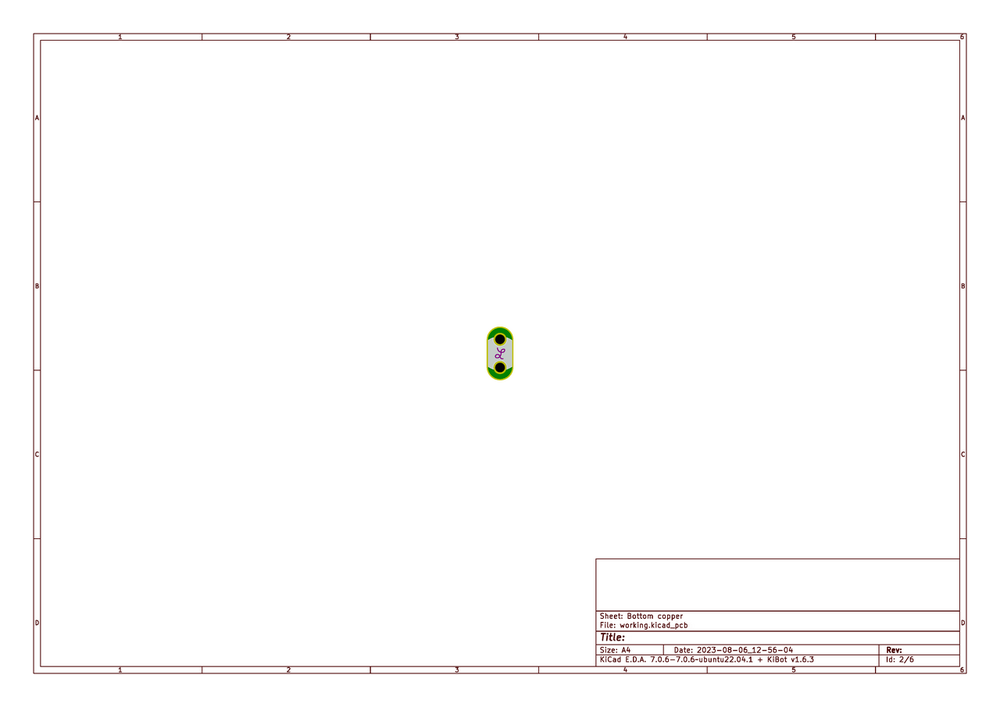 1 2 3 4 5 6
A A
B B
C C
D D
Sheet: Bottom copper
File: working.kicad_pcb
Title:
Size: A4 Date: 2023-08-06_12-56-04 Rev:
KiCad E.D.A. 7.0.6-7.0.6-ubuntu22.04.1 + KiBot v1.6.3 Id: 2/6
1 2 3 4 5 6